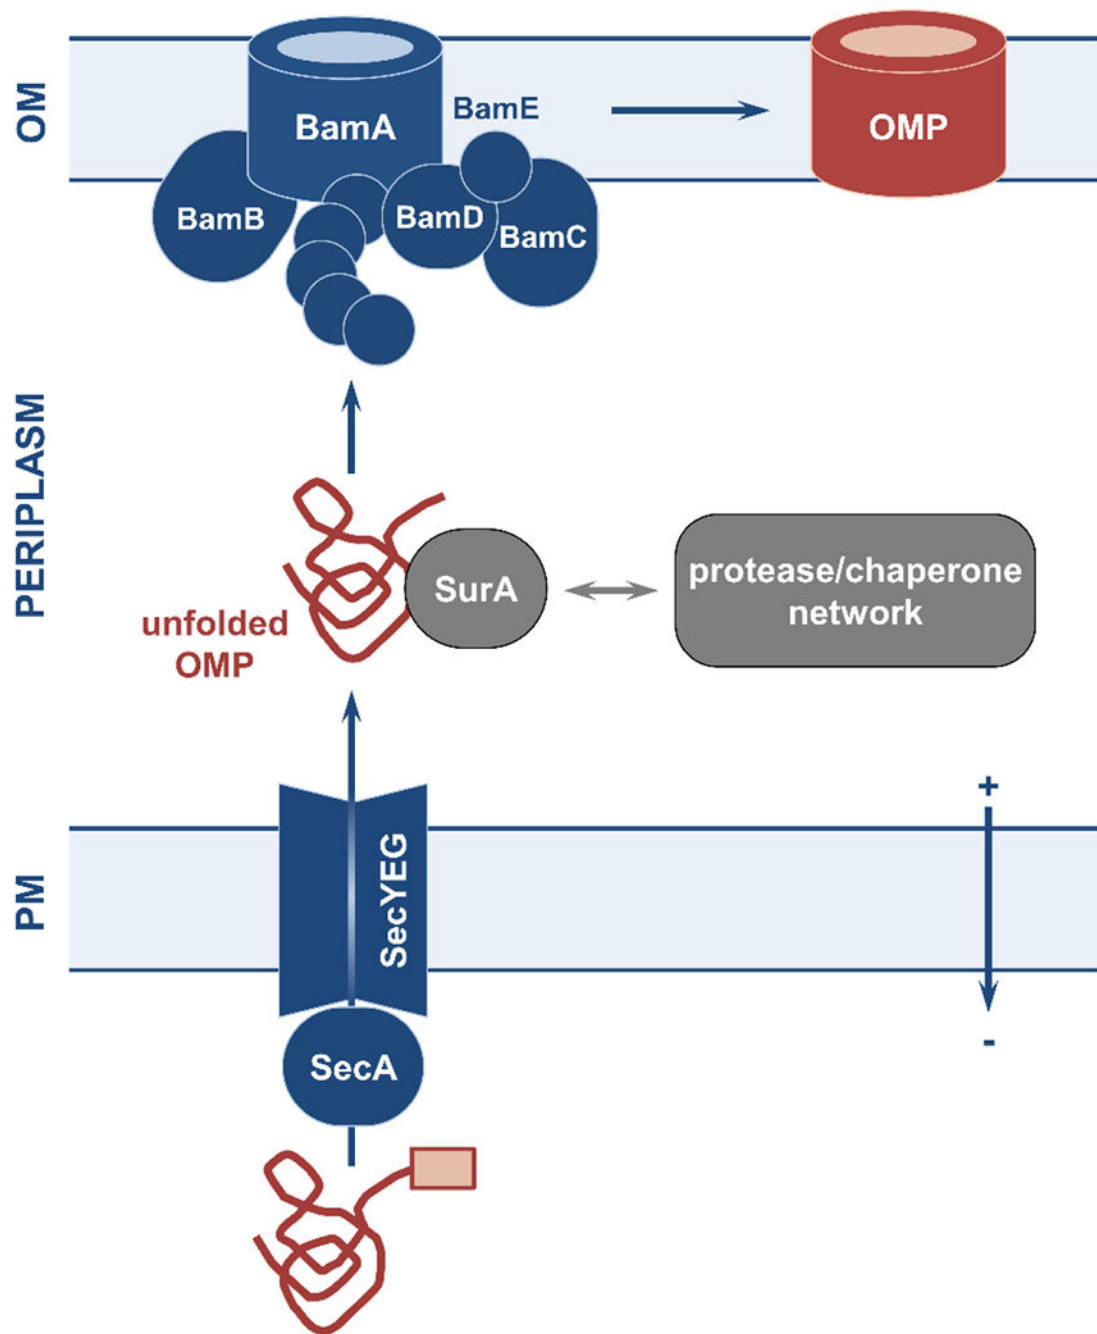 OM
BamA
BamE
OMP
BamB
BamD
BamC
PERIPLASM
SurA
protease/chaperone
network
unfolded
OMP
PM
SecYEG
+
-
SecA